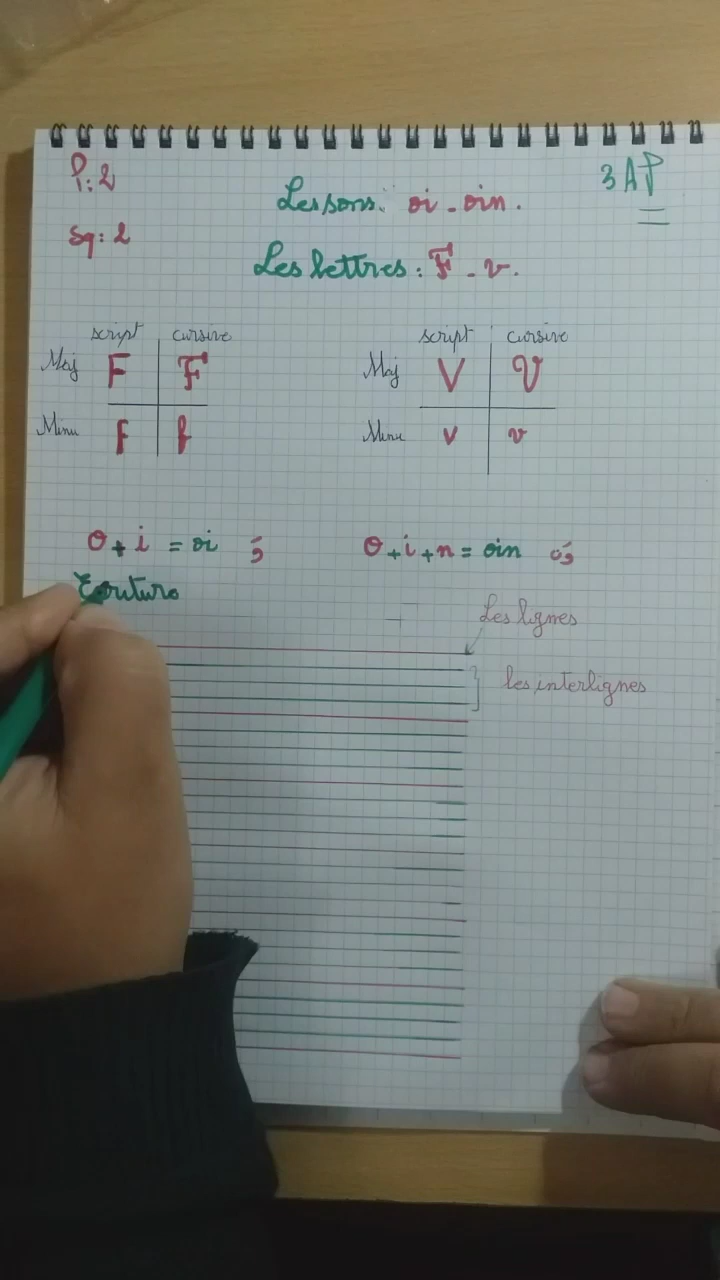 P: 2
3 AP
Les sons: oi - oin.
Sq: 2
Les lettres: F - v.
script cursive
Maj F F
Minu f f
script cursive
Maj V V
Minu v v
o + i = oi
o + i + n = oin
Ecriture
Les lignes
les interlignes